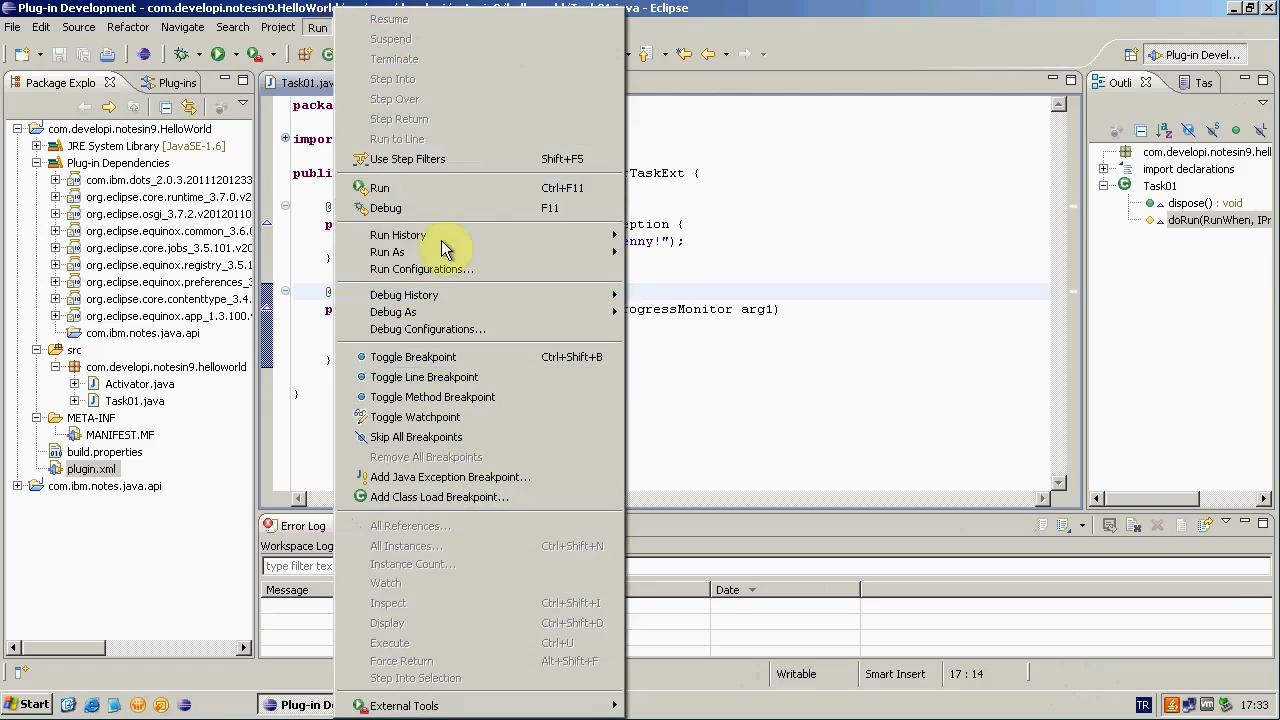 Plug-in Development - com.developi.notesin9.HelloWorld/
Task01.java - Eclipse
File Edit Source Refactor Navigate Search Project Run
Plug-in Devel
Package Explo
Plug-ins
com.developi.notesin9.HelloWorld
JRE System Library [JavaSE-1.6]
Plug-in Dependencies
com.ibm.dots_2.0.3.201112201233
org.eclipse.core.runtime_3.7.0.v2
org.eclipse.osgi_3.7.2.v2012011
org.eclipse.equinox.common_3.6.
org.eclipse.core.jobs_3.5.101.v2
org.eclipse.equinox.registry_3.5.1
org.eclipse.equinox.preferences_3
org.eclipse.core.contenttype_3.4.
org.eclipse.equinox.app_1.3.100.
com.ibm.notes.java.api
src
com.developi.notesin9.helloworld
Activator.java
Task01.java
META-INF
MANIFEST.MF
build.properties
plugin.xml
com.ibm.notes.java.api
Task01.jav
packa
impor
publi
rTaskExt {
@
p
eption {
enny!");
}
@
p
rogressMonitor arg1)
}
}
Resume
Suspend
Terminate
Step Into
Step Over
Step Return
Run to Line
Use Step Filters Shift+F5
Run Ctrl+F11
Debug F11
Run History
Run As
Run Configurations...
Debug History
Debug As
Debug Configurations...
Toggle Breakpoint Ctrl+Shift+B
Toggle Line Breakpoint
Toggle Method Breakpoint
Toggle Watchpoint
Skip All Breakpoints
Remove All Breakpoints
Add Java Exception Breakpoint...
Add Class Load Breakpoint...
All References...
All Instances... Ctrl+Shift+N
Instance Count...
Watch
Inspect Ctrl+Shift+I
Display Ctrl+Shift+D
Execute Ctrl+U
Force Return Alt+Shift+F
Step Into Selection
External Tools
Outli
Tas
com.developi.notesin9.hell
import declarations
Task01
dispose() : void
doRun(RunWhen, IPr
Error Log
Workspace Log
type filter tex
Message
Date
Writable
Smart Insert
17 : 14
Start
Plug-in De
TR
17:33